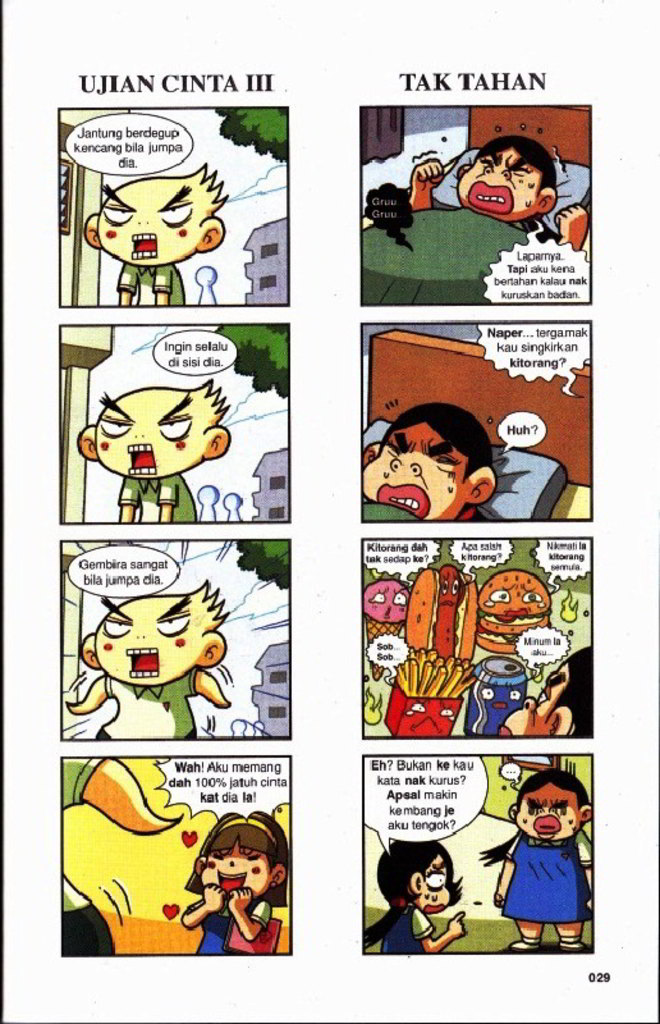 UJIAN CINTA III
Jantung berdegup
kencang bila jumpa
dia.
Ingin selalu
di sisi dia.
Gembira sangat
bila jumpa dia.
Wah! Aku memang
dah 100% jatuh cinta
kat dia la!
TAK TAHAN
Gruu..
Gruu..
Laparnya..
Tapi aku kena
bertahan kalau nak
kuruskan badan.
Naper... tergamak
kau singkirkan
kitorang?
Huh?
Kitorang dah
tak sedap ke?
Apa salah
kitorang?
Nikmati la
kitorang
semula.
Sob...
Sob...
Minum la
aku...
Eh? Bukan ke kau
kata nak kurus?
Apsal makin
kembang je
aku tengok?
...
029